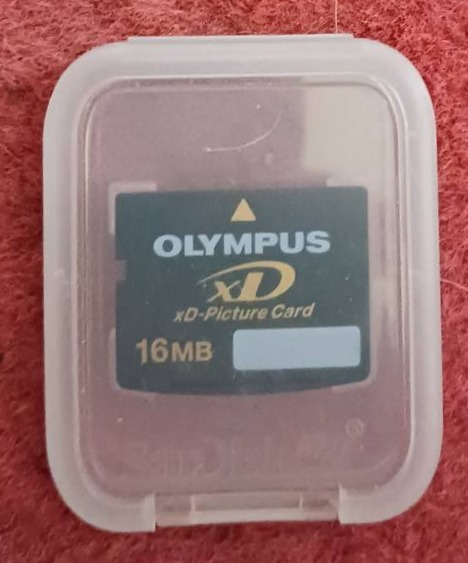 OLYMPUS
xD
xD-Picture Card
16MB